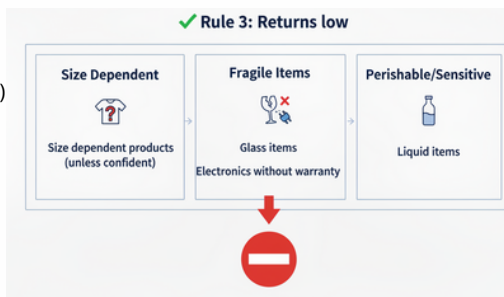 )
✓ Rule 3: Returns low
Size Dependent
?
Size dependent products
(unless confident)
Fragile Items
Glass items
Electronics without warranty
Perishable/Sensitive
Liquid items